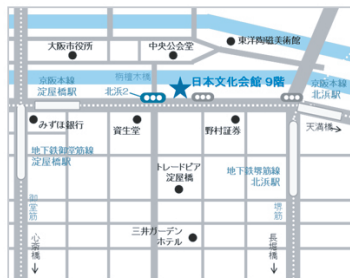 東洋陶磁美術館
大阪市役所
中央公会堂
栴檀木橋
日本文化会館 9階
京阪本線
淀屋橋駅
北浜2
京阪本線
北浜駅
みずほ銀行
資生堂
野村証券
天満橋
地下鉄御堂筋線
淀屋橋駅
トレードピア
淀屋橋
地下鉄堺筋線
北浜駅
御堂筋
堺筋
三井ガーデン
ホテル
心斎橋
長堀橋